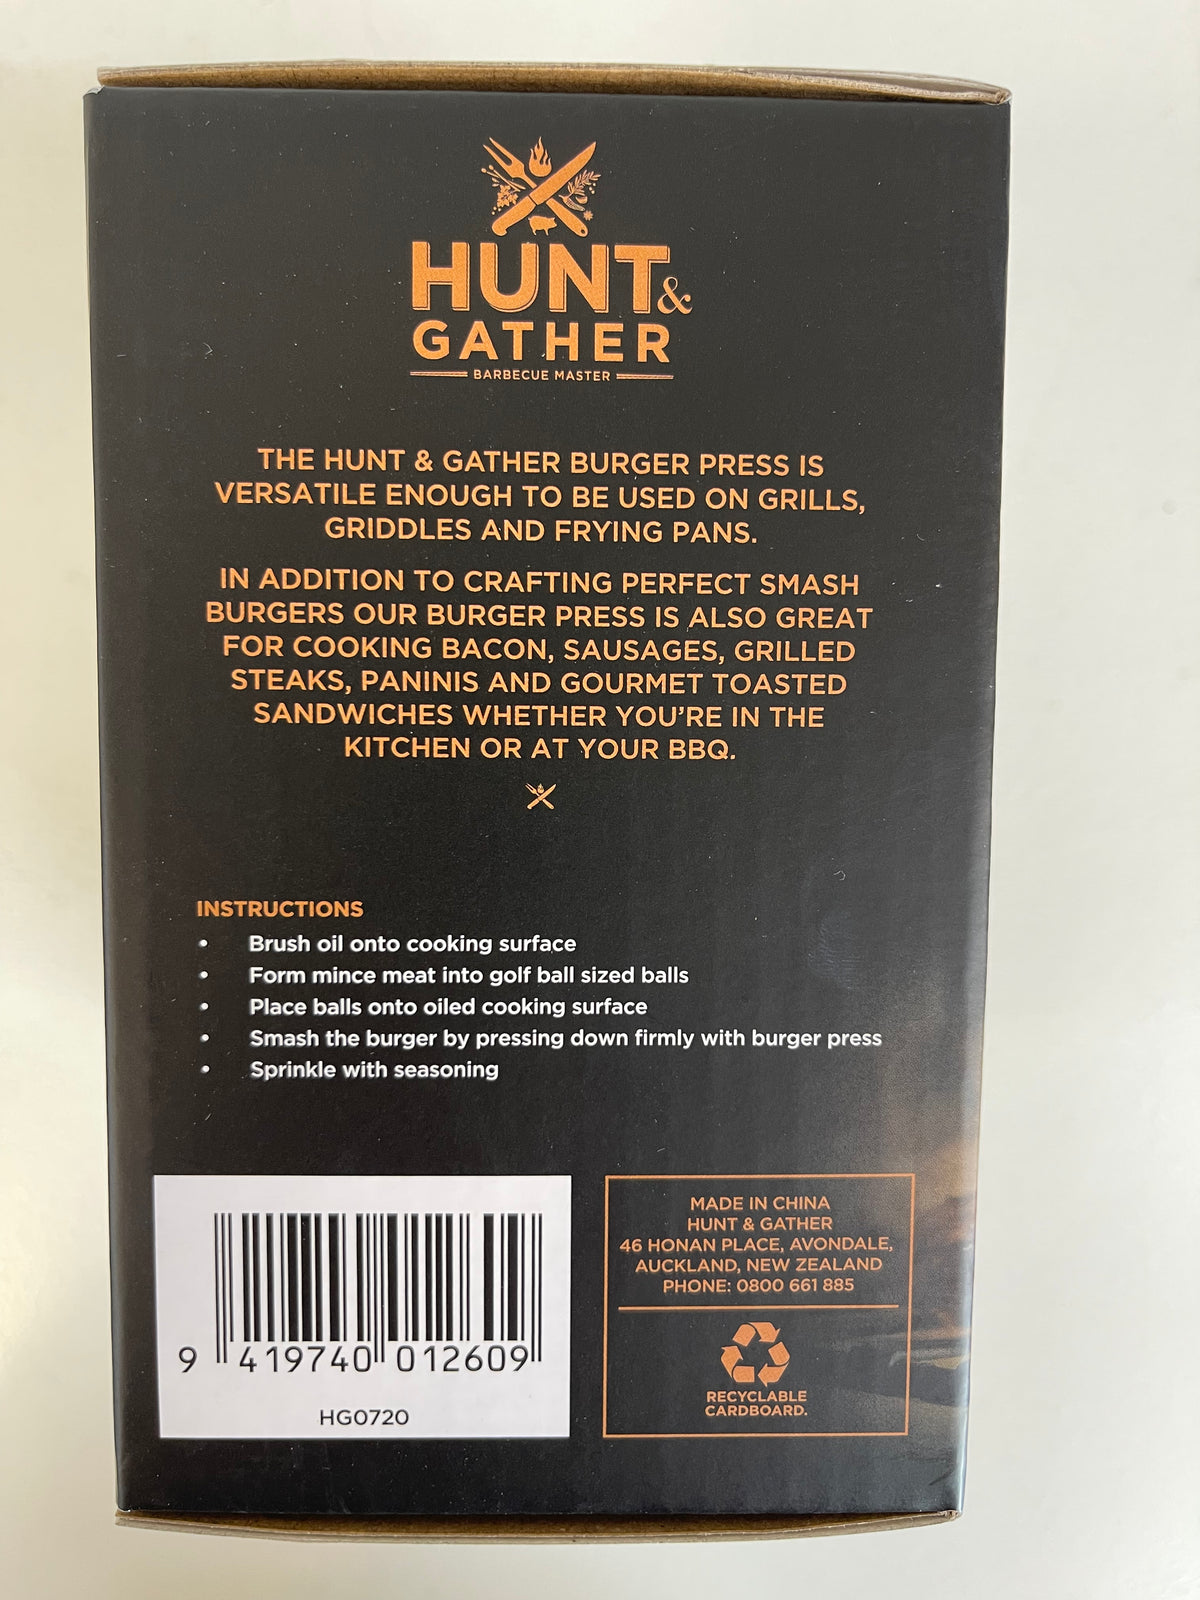 HUNT &
GATHER
BARBECUE MASTER
THE HUNT & GATHER BURGER PRESS IS
VERSATILE ENOUGH TO BE USED ON GRILLS,
GRIDDLES AND FRYING PANS.
IN ADDITION TO CRAFTING PERFECT SMASH
BURGERS OUR BURGER PRESS IS ALSO GREAT
FOR COOKING BACON, SAUSAGES, GRILLED
STEAKS, PANINIS AND GOURMET TOASTED
SANDWICHES WHETHER YOU'RE IN THE
KITCHEN OR AT YOUR BBQ.
INSTRUCTIONS
• Brush oil onto cooking surface
• Form mince meat into golf ball sized balls
• Place balls onto oiled cooking surface
• Smash the burger by pressing down firmly with burger press
• Sprinkle with seasoning
9 419740 012609
HG0720
MADE IN CHINA
HUNT & GATHER
46 HONAN PLACE, AVONDALE,
AUCKLAND, NEW ZEALAND
PHONE: 0800 661 885
RECYCLABLE
CARDBOARD.